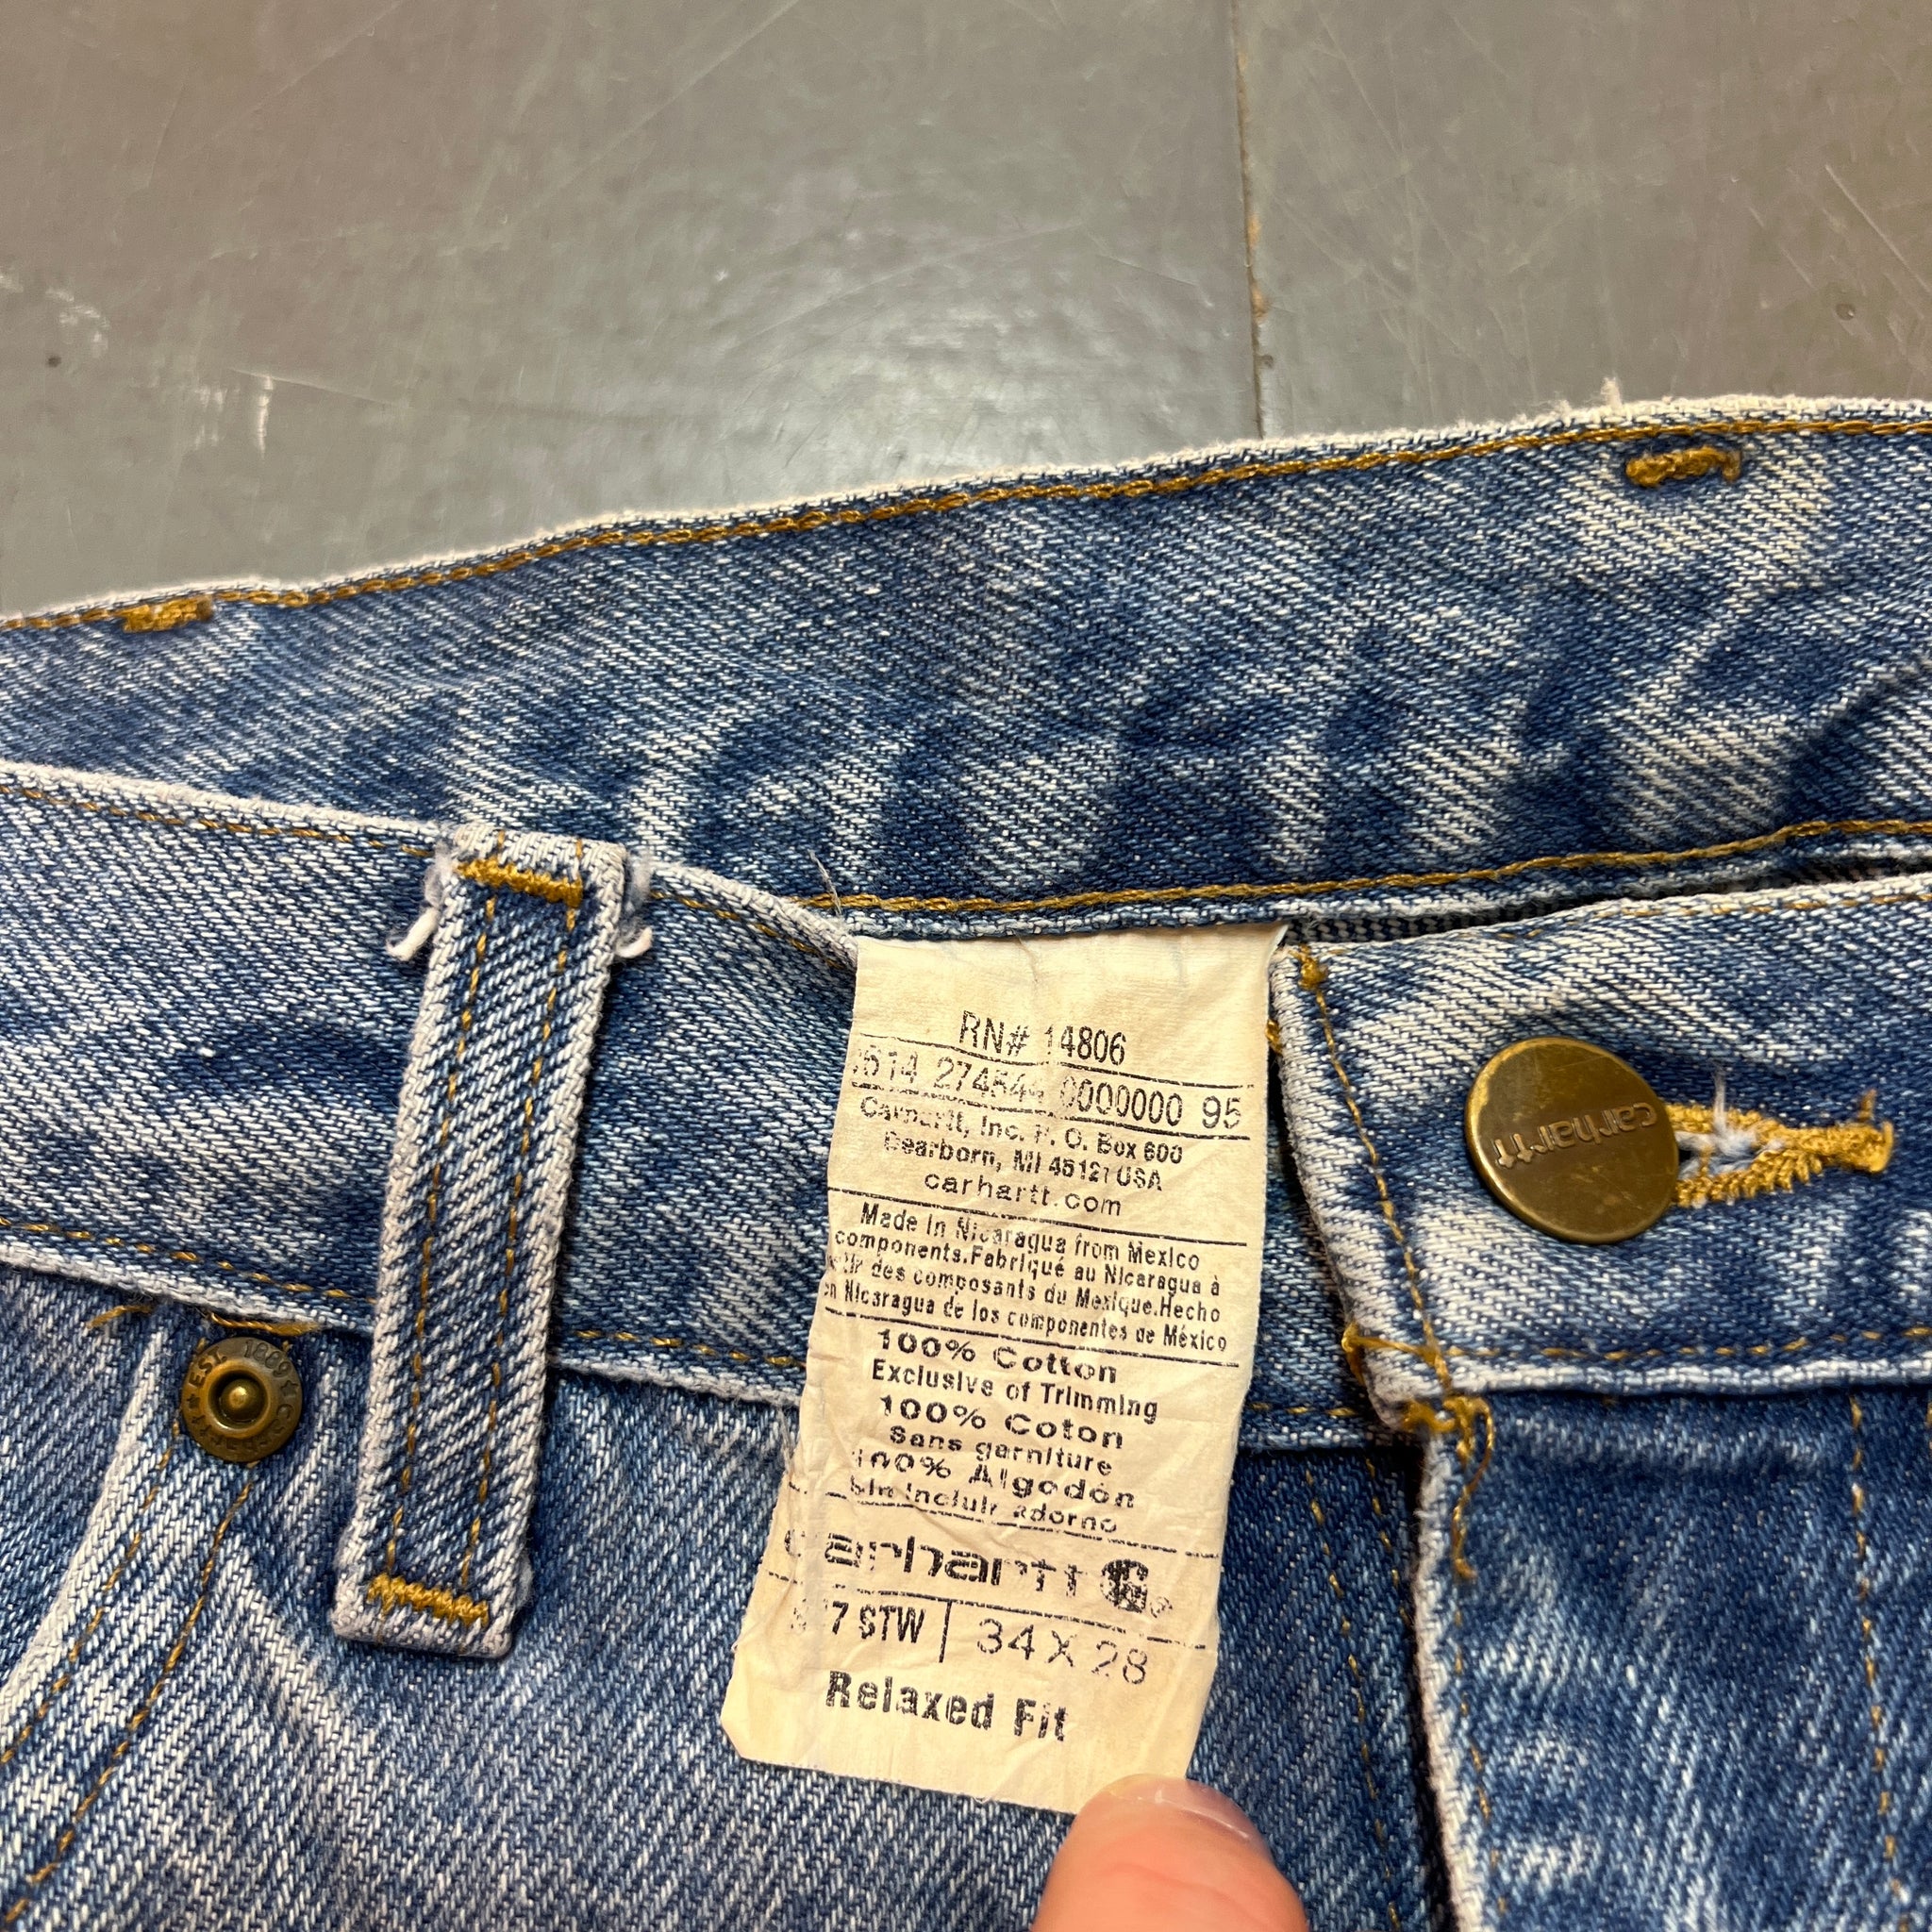 RN# 14806
0000000 95
Carhartt, Inc. P. O. Box 600
Dearborn, MI USA
carhartt.com
Made in Nicaragua from Mexico
components.Fabriqué au Nicaragua à
des composants du Mexique.Hecho
en Nicaragua de los componentes de México
100% Cotton
Exclusive of Trimming
100% Coton
Sans garniture
100% Algodón
Sin incluir adorno
carhartt
STW 34 X 28
Relaxed Fit
carhartt
EST. 1889 Carhartt